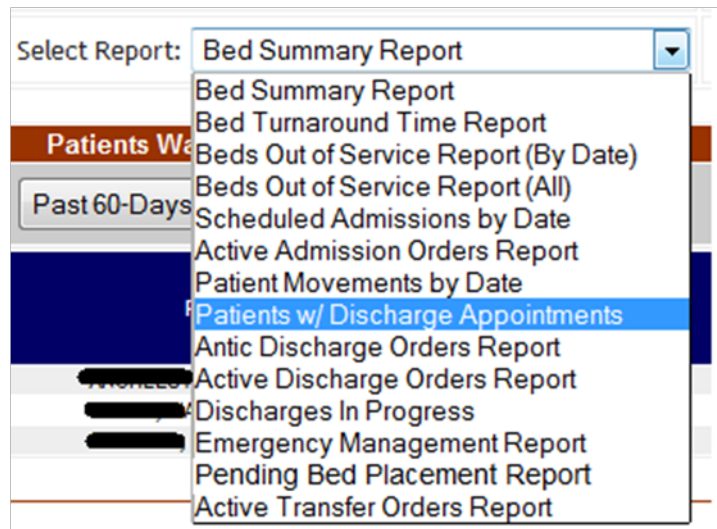 Select Report: Bed Summary Report
Bed Summary Report
Bed Turnaround Time Report
Patients Wa
Beds Out of Service Report (By Date)
Beds Out of Service Report (All)
Past 60-Days
Scheduled Admissions by Date
Active Admission Orders Report
Patient Movements by Date
Patients w/ Discharge Appointments
Antic Discharge Orders Report
Active Discharge Orders Report
Discharges In Progress
Emergency Management Report
Pending Bed Placement Report
Active Transfer Orders Report